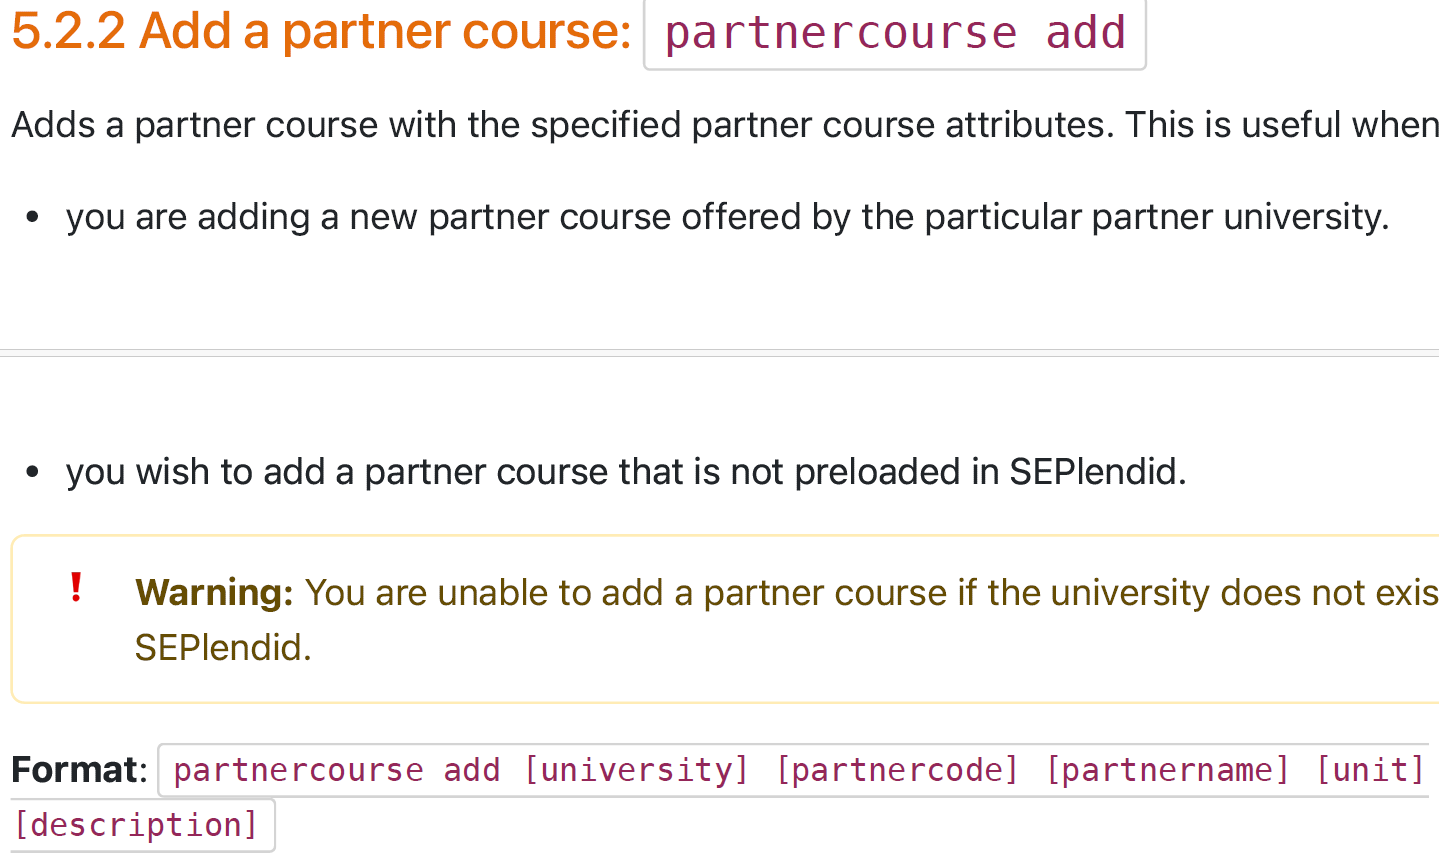 5.2.2 Add a partner course: partnercourse add
Adds a partner course with the specified partner course attributes. This is useful when
• you are adding a new partner course offered by the particular partner university.
• you wish to add a partner course that is not preloaded in SEPlendid.
! Warning: You are unable to add a partner course if the university does not exis
SEPlendid.
Format: partnercourse add [university] [partnercode] [partnername] [unit]
[description]